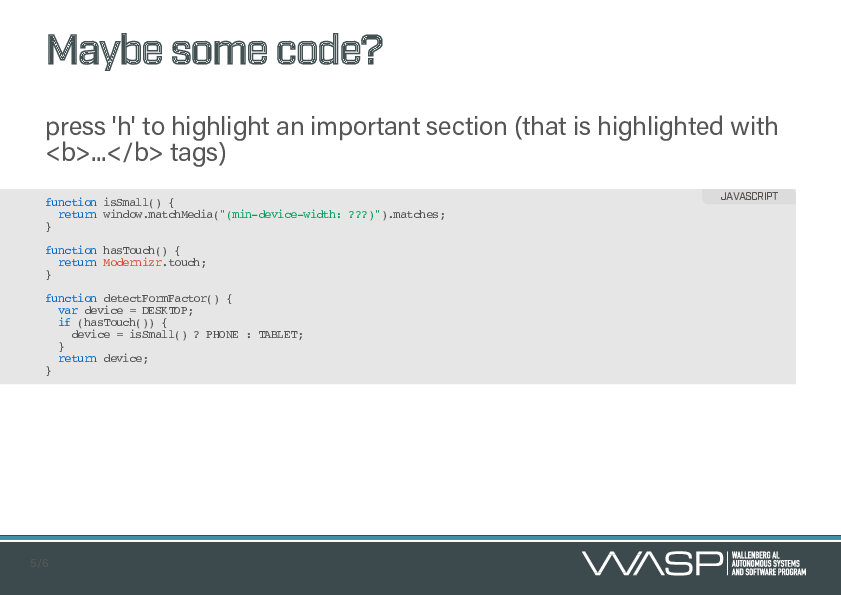 Maybe some code?
press 'h' to highlight an important section (that is highlighted with
<b>...</b> tags)
JAVASCRIPT
function isSmall() {
  return window.matchMedia("(min-device-width: ???)").matches;
}

function hasTouch() {
  return Modernizr.touch;
}

function detectFormFactor() {
  var device = DESKTOP;
  if (hasTouch()) {
    device = isSmall() ? PHONE : TABLET;
  }
  return device;
}
5/6
WASP
WALLENBERG AI,
AUTONOMOUS SYSTEMS
AND SOFTWARE PROGRAM